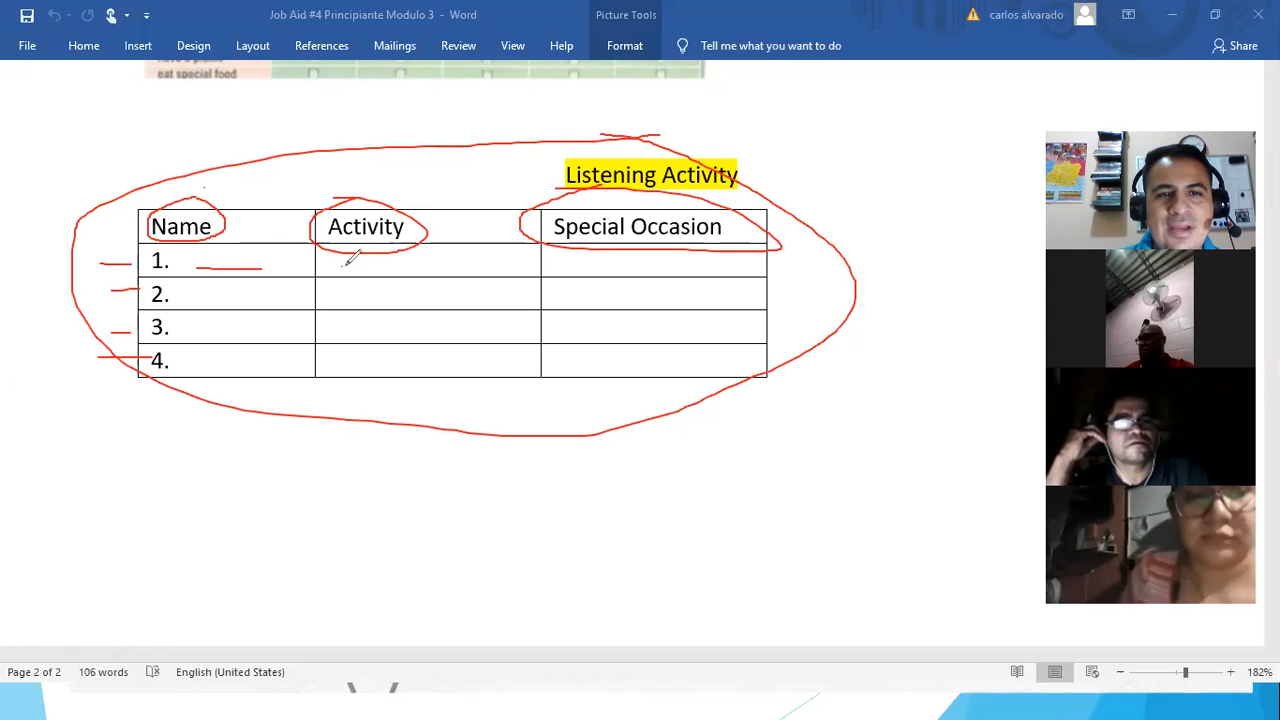 Job Aid #4 Principiante Modulo 3 - Word
Picture Tools
carlos alvarado
File Home Insert Design Layout References Mailings Review View Help Format Tell me what you want to do Share
eat special food
Listening Activity
Name Activity Special Occasion
1.
2.
3.
4.
Page 2 of 2 106 words English (United States) 182%